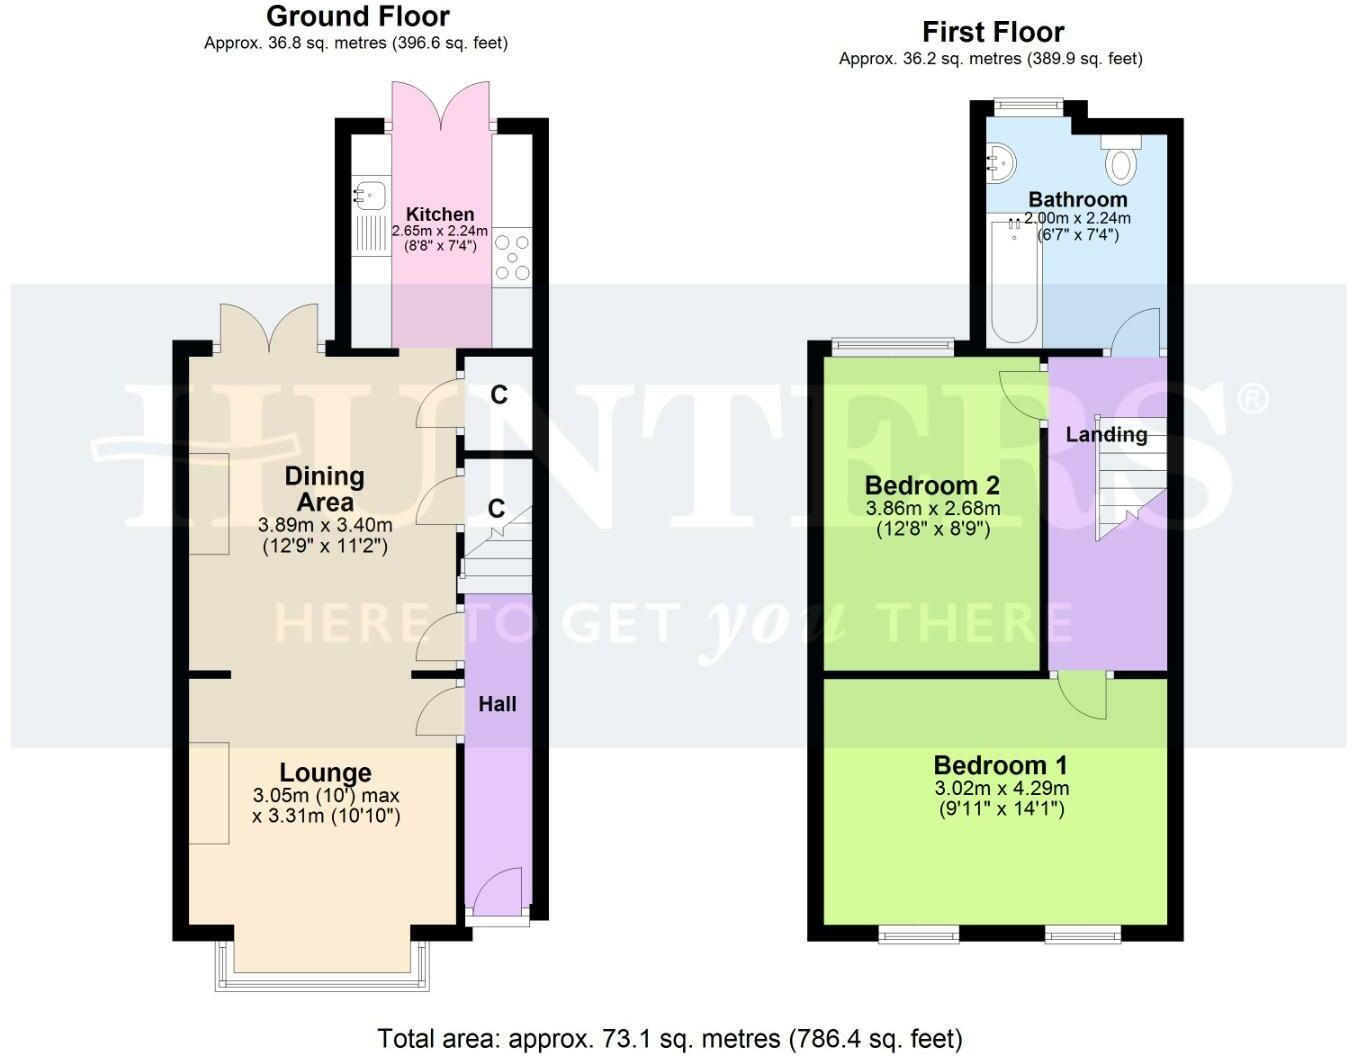 Ground Floor
Approx. 36.8 sq. metres (396.6 sq. feet)
Kitchen
2.65m x 2.24m
(8'8" x 7'4")
C
C
Dining
Area
3.89m x 3.40m
(12'9" x 11'2")
Hall
Lounge
3.05m (10') max
x 3.31m (10'10")
First Floor
Approx. 36.2 sq. metres (389.9 sq. feet)
Bathroom
2.00m x 2.24m
(6'7" x 7'4")
Landing
Bedroom 2
3.86m x 2.68m
(12'8" x 8'9")
Bedroom 1
3.02m x 4.29m
(9'11" x 14'1")
HUNTERS®
HERE TO GET you THERE
Total area: approx. 73.1 sq. metres (786.4 sq. feet)